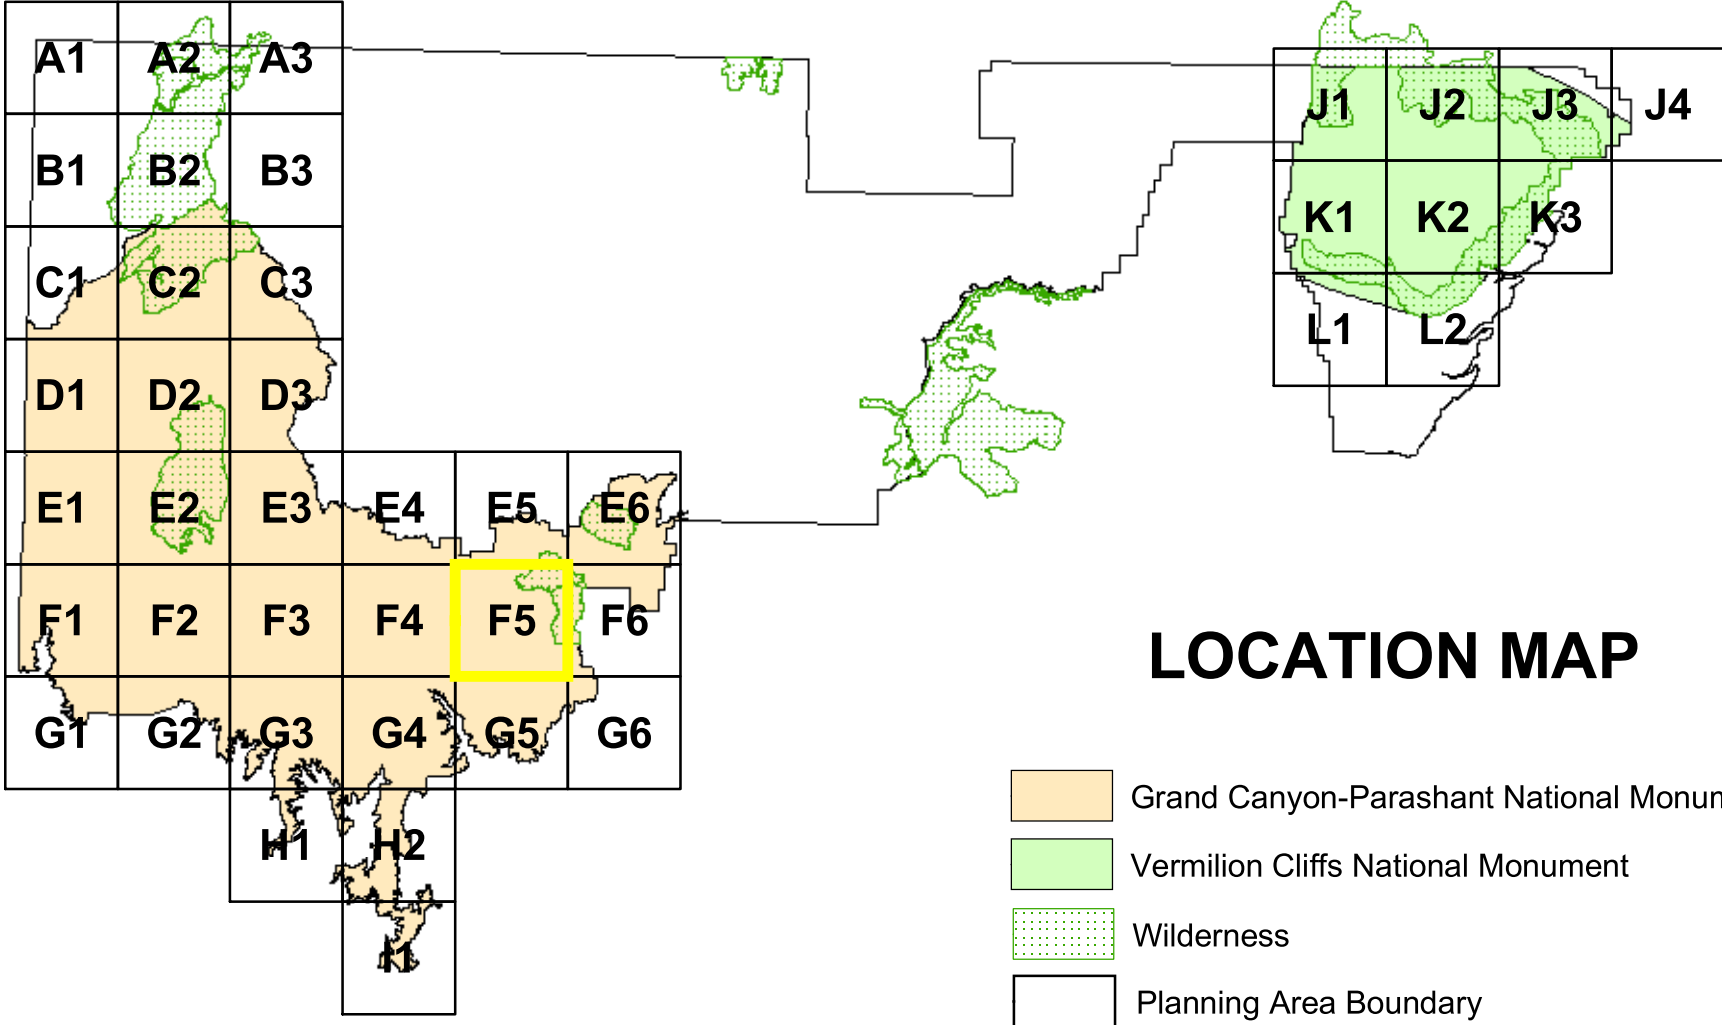 A1 A2 A3
J1 J2 J3 J4
B1 B2 B3
K1 K2 K3
C1 C2 C3
L1 L2
D1 D2 D3
E1 E2 E3 E4 E5 E6
F1 F2 F3 F4 F5 F6
LOCATION MAP
G1 G2 G3 G4 G5 G6
Grand Canyon-Parashant National Monum
H1 H2
Vermilion Cliffs National Monument
Wilderness
I1
Planning Area Boundary